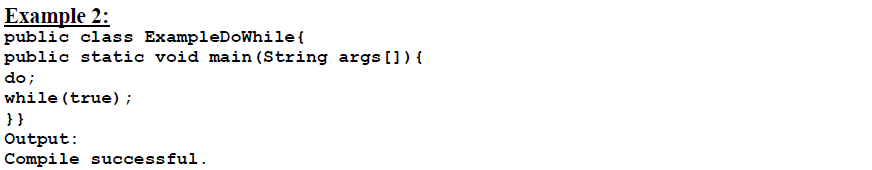 Example 2:
public class ExampleDoWhile{
public static void main(String args[]){
do;
while(true);
}}
Output:
Compile successful.